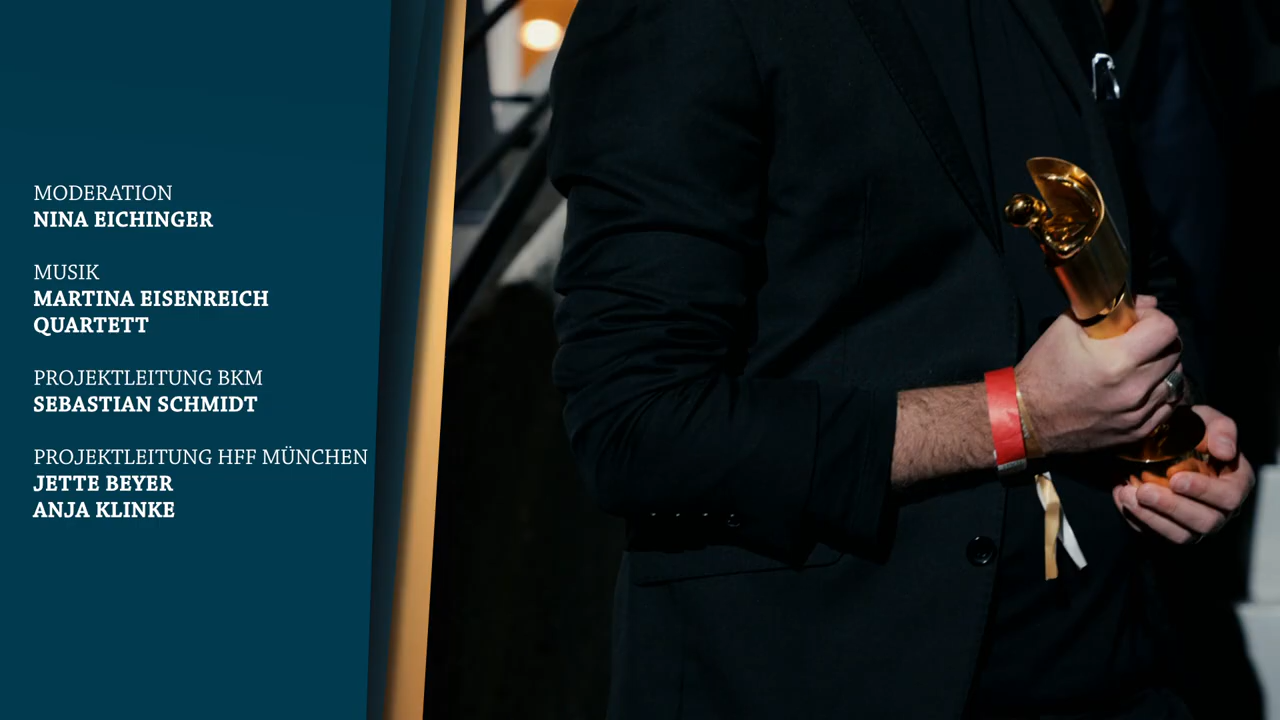 MODERATION
NINA EICHINGER
MUSIK
MARTINA EISENREICH
QUARTETT
PROJEKTLEITUNG BKM
SEBASTIAN SCHMIDT
PROJEKTLEITUNG HFF MÜNCHEN
JETTE BEYER
ANJA KLINKE